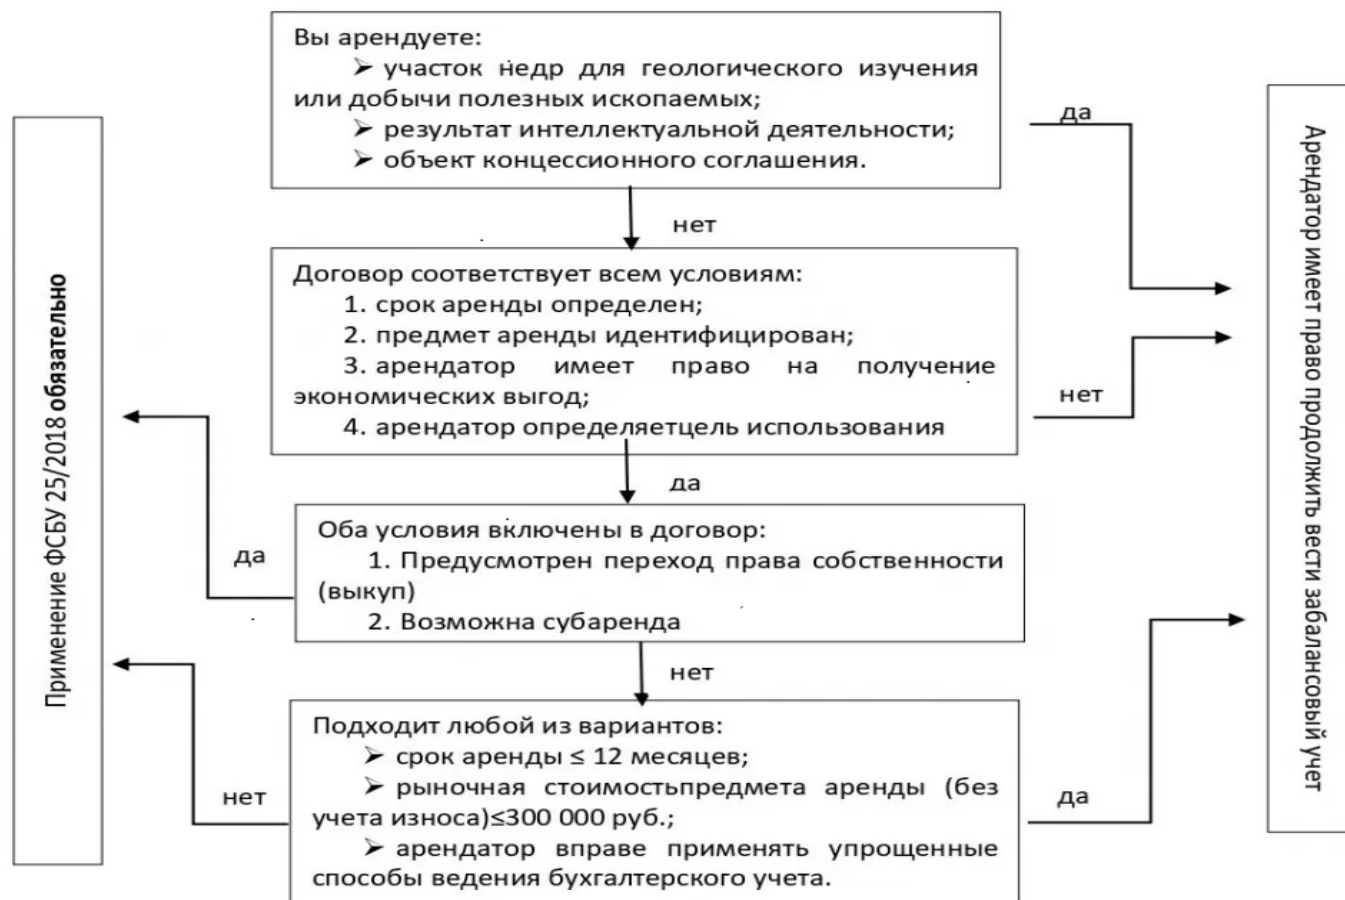 Вы арендуете:
➢ участок недр для геологического изучения
или добычи полезных ископаемых;
➢ результат интеллектуальной деятельности;
➢ объект концессионного соглашения.
да
нет
Договор соответствует всем условиям:
1. срок аренды определен;
2. предмет аренды идентифицирован;
3. арендатор имеет право на получение
экономических выгод;
4. арендатор определяетцель использования
нет
да
Оба условия включены в договор:
1. Предусмотрен переход права собственности
(выкуп)
2. Возможна субаренда
да
нет
Подходит любой из вариантов:
➢ срок аренды ≤ 12 месяцев;
➢ рыночная стоимостьпредмета аренды (без
учета износа)≤300 000 руб.;
➢ арендатор вправе применять упрощенные
способы ведения бухгалтерского учета.
нет
да
Применение ФСБУ 25/2018 обязательно
Арендатор имеет право продолжить вести забалансовый учет